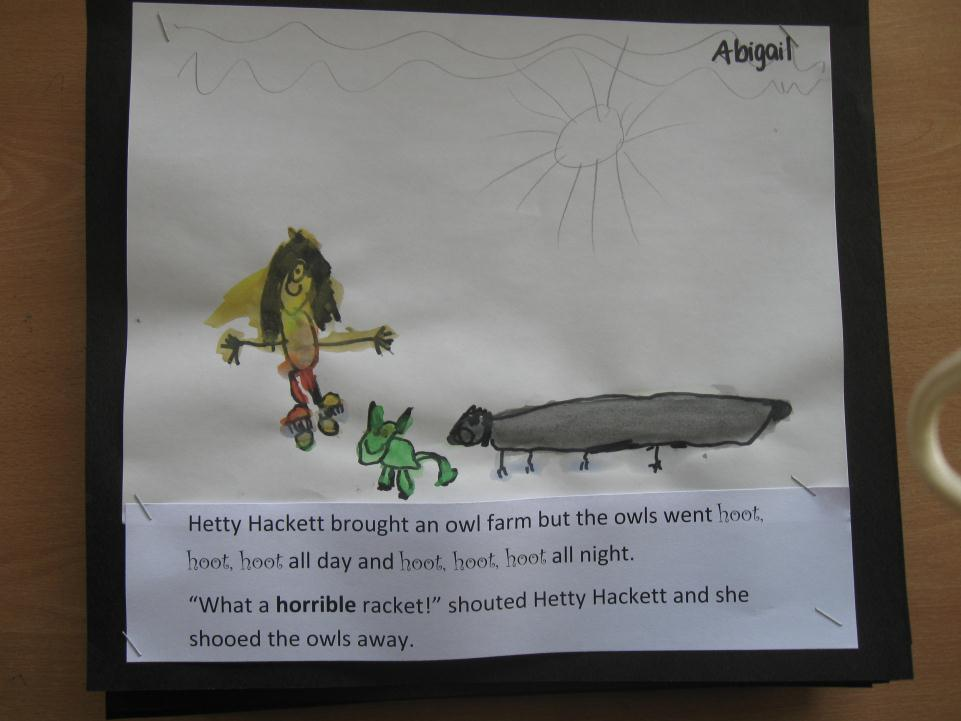 Abigail
Hetty Hackett brought an owl farm but the owls went hoot,
hoot, hoot all day and hoot, hoot, hoot all night.
“What a horrible racket!” shouted Hetty Hackett and she
shooed the owls away.